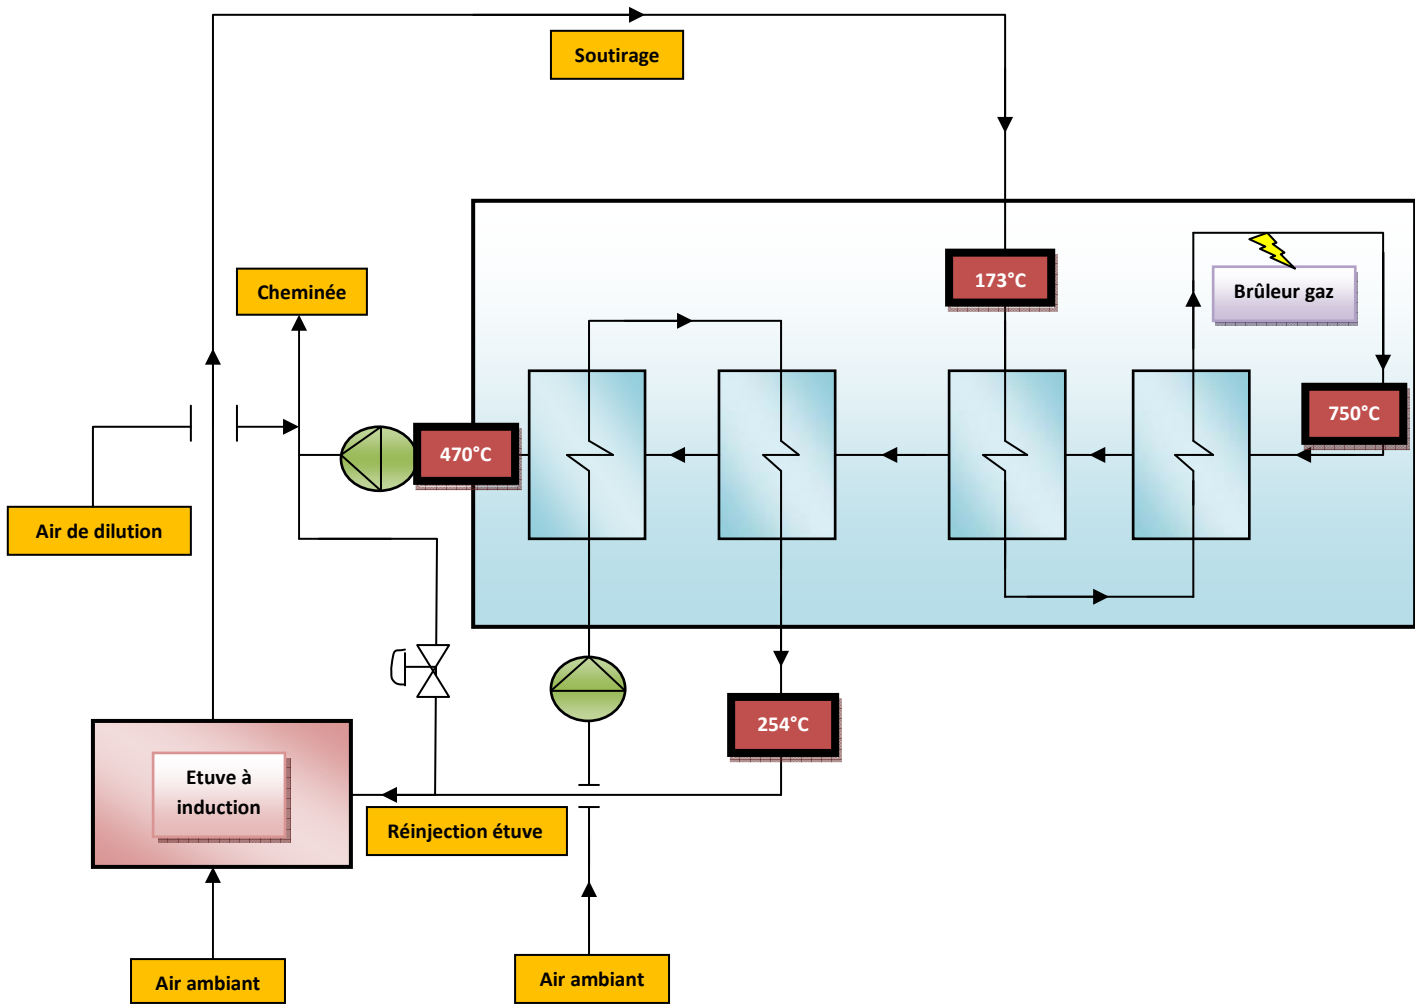 Soutirage
Cheminée
173°C
Brûleur gaz
750°C
470°C
Air de dilution
254°C
Etuve à
induction
Réinjection étuve
Air ambiant
Air ambiant